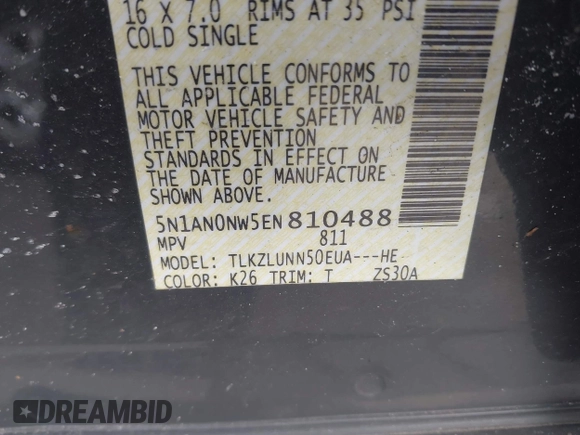 16 X 7.0 RIMS AT 35 PSI
COLD SINGLE
THIS VEHICLE CONFORMS TO
ALL APPLICABLE FEDERAL
MOTOR VEHICLE SAFETY AND
THEFT PREVENTION
STANDARDS IN EFFECT ON
THE DATE OF MANUFACTURE
SHOWN ABOVE.
5N1AN0NW5EN810488
MPV 811
MODEL: TLKZLUNN50EUA---HE
COLOR: K26 TRIM: T ZS30A
DREAMBID